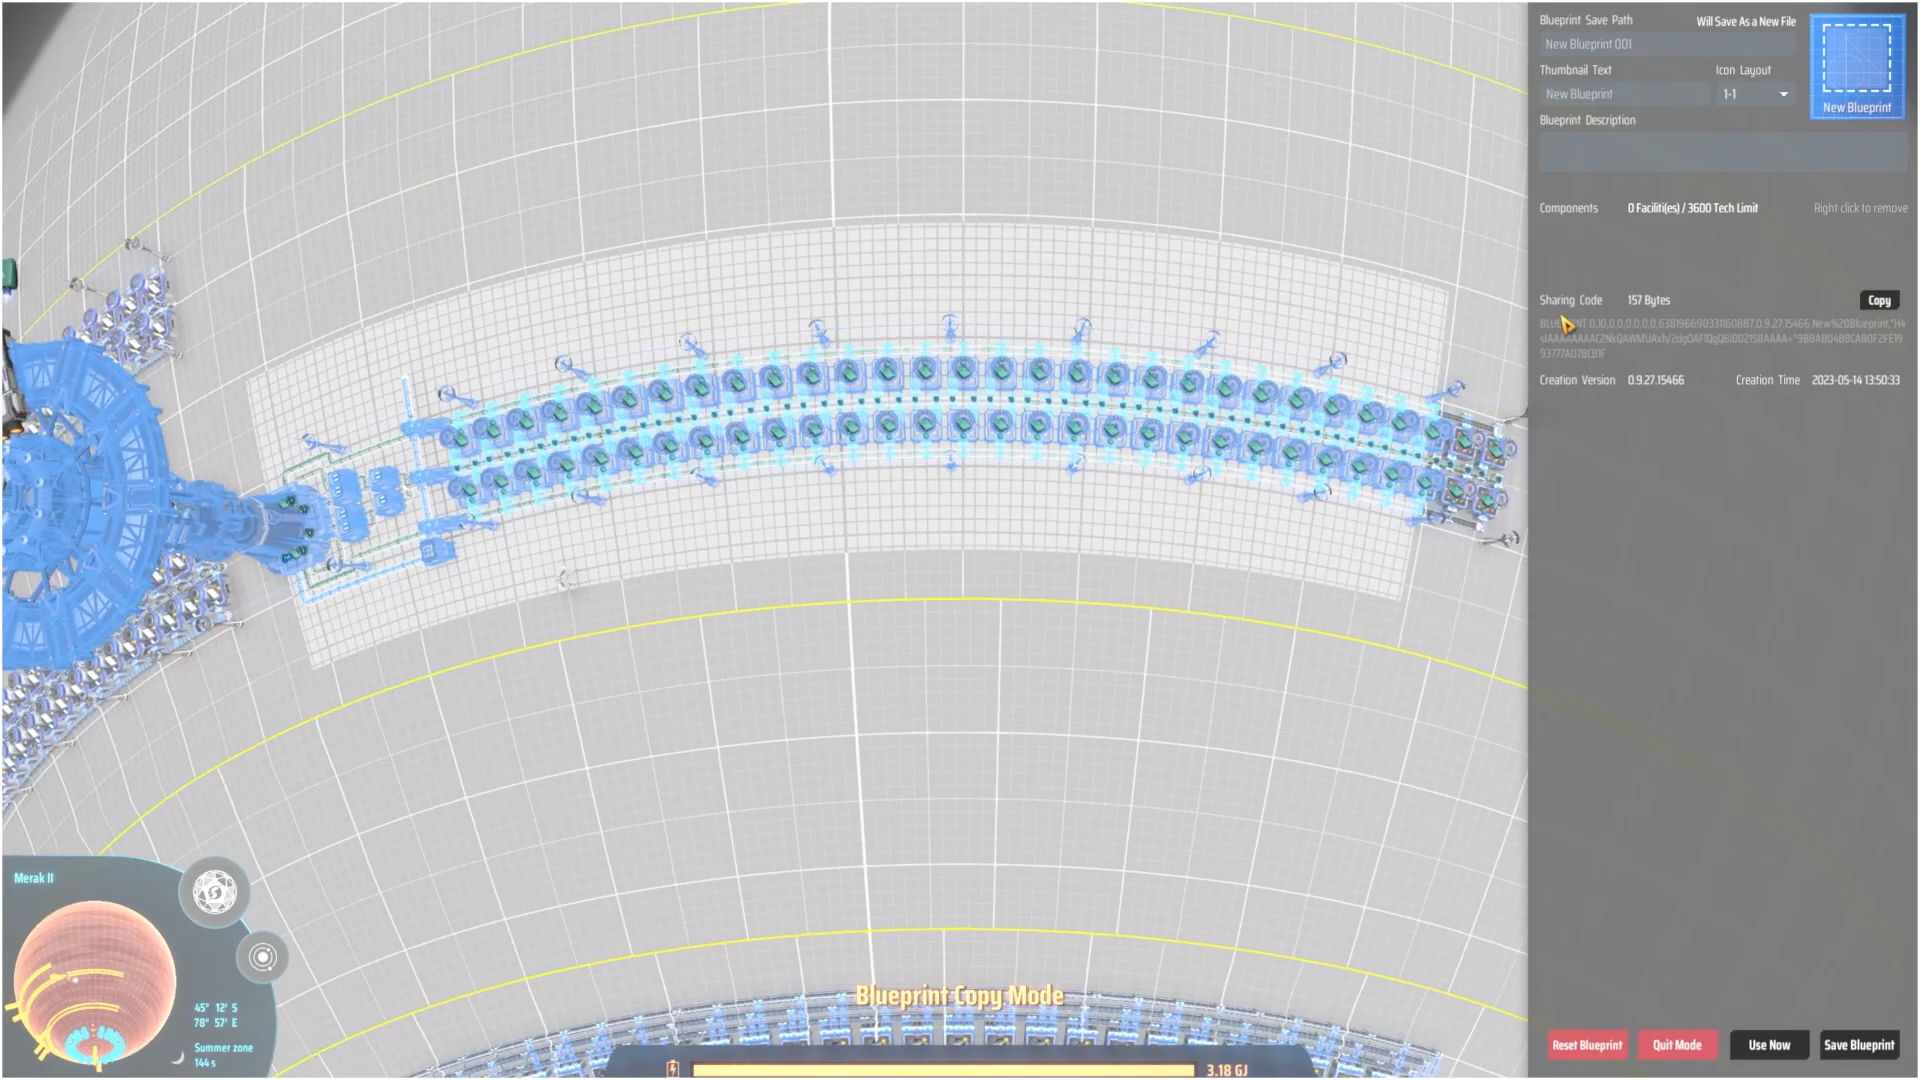 Blueprint Save Path
Will Save As a New File
New Blueprint 001
Thumbnail Text
Icon Layout
New Blueprint
1-1
New Blueprint
Blueprint Description
Components
0 Faciliti(es) / 3600 Tech Limit
Right click to remove
Sharing Code
157 Bytes
Copy
Creation Version
0.9.27.15466
Creation Time
2023-05-14 13:50:33
Merak II
45° 12' S
78° 57' E
Summer zone
144 s
Blueprint Copy Mode
3.18 GJ
Reset Blueprint
Quit Mode
Use Now
Save Blueprint